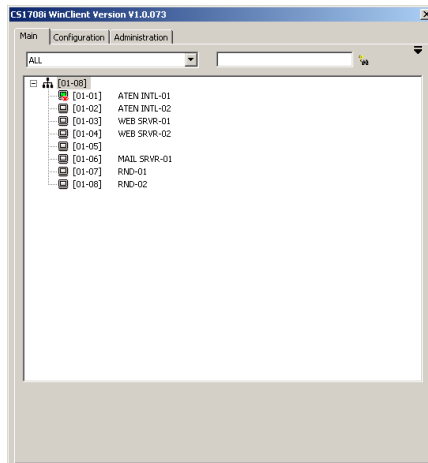 CS1708i WinClient Version V1.0.073
Main Configuration Administration
ALL
[01-08]
[01-01] ATEN INTL-01
[01-02] ATEN INTL-02
[01-03] WEB SRVR-01
[01-04] WEB SRVR-02
[01-05]
[01-06] MAIL SRVR-01
[01-07] RND-01
[01-08] RND-02